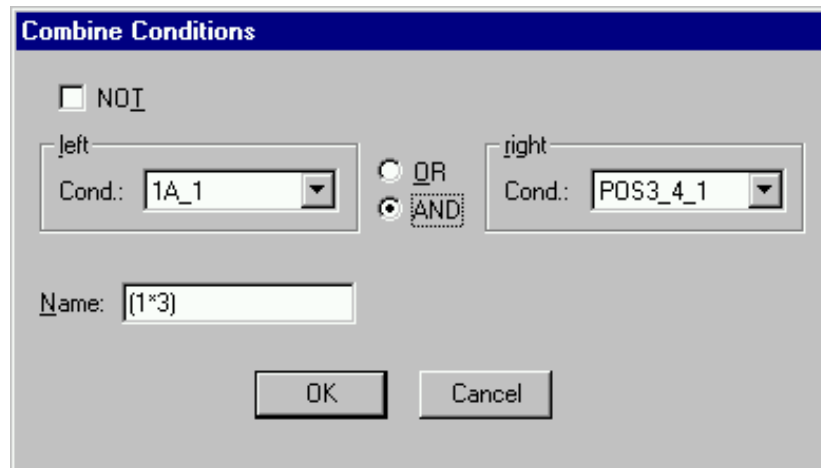 Combine Conditions
NOT
left
right
Cond.: 1A_1
OR
AND
Cond.: POS3_4_1
Name: (1*3)
OK
Cancel